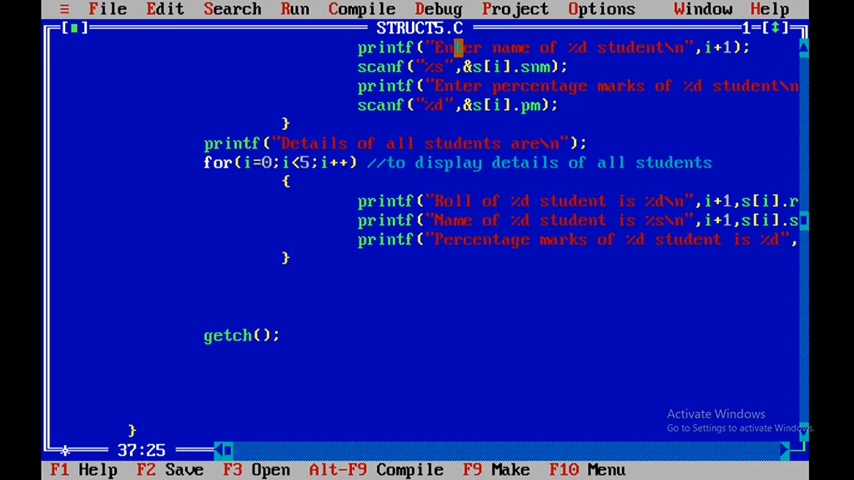 ≡ File Edit Search Run Compile Debug Project Options Window Help
[■] STRUCT5.C 1=[↕]
printf("Enter name of %d student\n",i+1);
scanf("%s",&s[i].snm);
printf("Enter percentage marks of %d student\n
scanf("%d",&s[i].pm);
}
printf("Details of all students are\n");
for(i=0;i<5;i++) //to display details of all students
{
printf("Roll of %d student is %d\n",i+1,s[i].r
printf("Name of %d student is %s\n",i+1,s[i].s
printf("Percentage marks of %d student is %d",
}
getch();
}
Activate Windows
Go to Settings to activate Windows.
37:25
F1 Help F2 Save F3 Open Alt-F9 Compile F9 Make F10 Menu